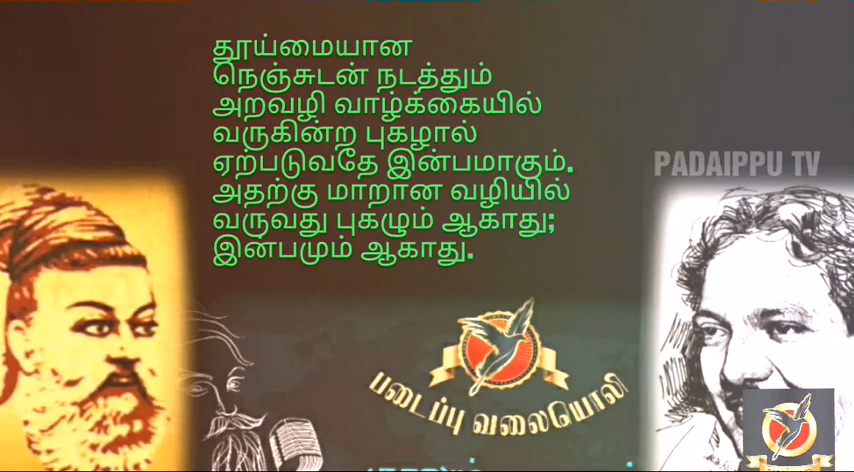 தூய்மையான
நெஞ்சுடன் நடத்தும்
அறவழி வாழ்க்கையில்
வருகின்ற புகழால்
ஏற்படுவதே இன்பமாகும்.
அதற்கு மாறான வழியில்
வருவது புகழும் ஆகாது;
இன்பமும் ஆகாது.
PADAIPPU TV
படைப்பு வலையொலி